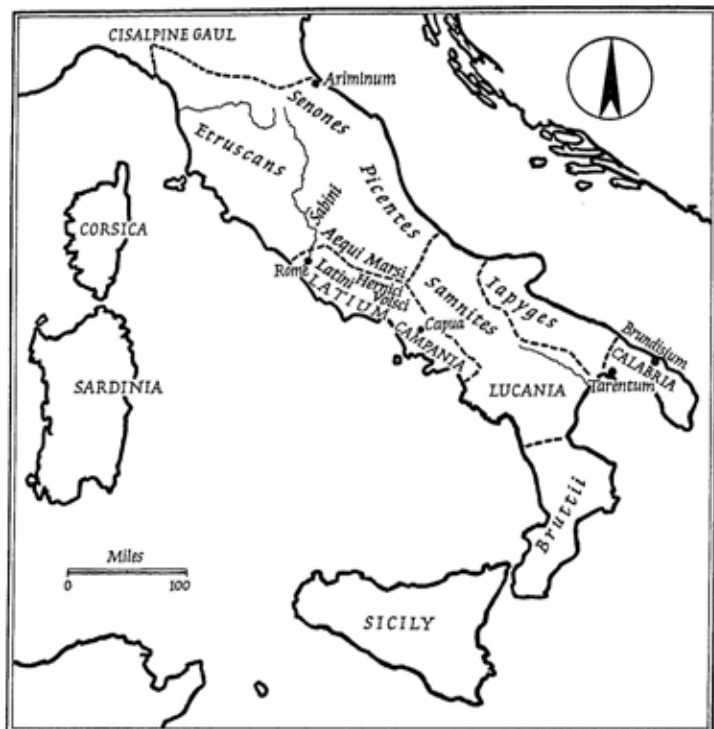 CISALPINE GAUL
Ariminum
Senones
Etruscans
Picentes
Sabini
CORSICA
Aequi Marsi
Rome
Latini
Hernici
Volsci
LATIUM
Samnites
Iapyges
Capua
CAMPANIA
Brundisium
CALABRIA
Tarentum
SARDINIA
LUCANIA
Bruttii
Miles
0 100
SICILY